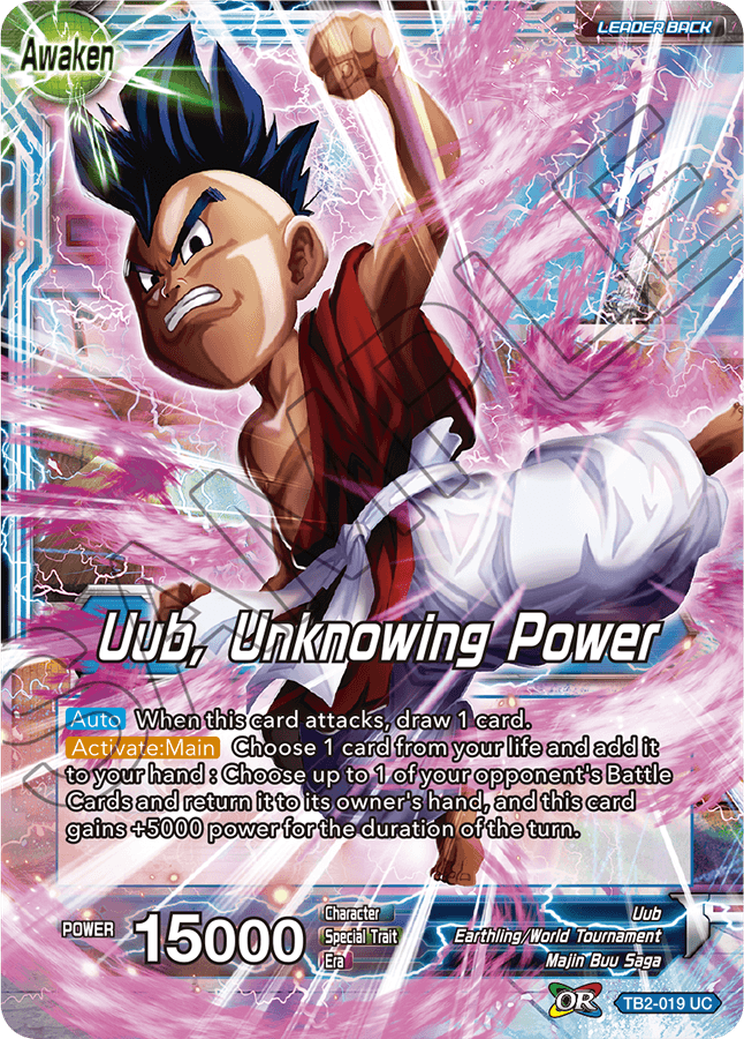 Awaken
LEADER BACK
SAMPLE
Uub, Unknowing Power
Auto When this card attacks, draw 1 card.
Activate:Main Choose 1 card from your life and add it
to your hand : Choose up to 1 of your opponent's Battle
Cards and return it to its owner's hand, and this card
gains +5000 power for the duration of the turn.
POWER 15000
Character Uub
Special Trait Earthling/World Tournament
Era Majin Buu Saga
OR TB2-019 UC